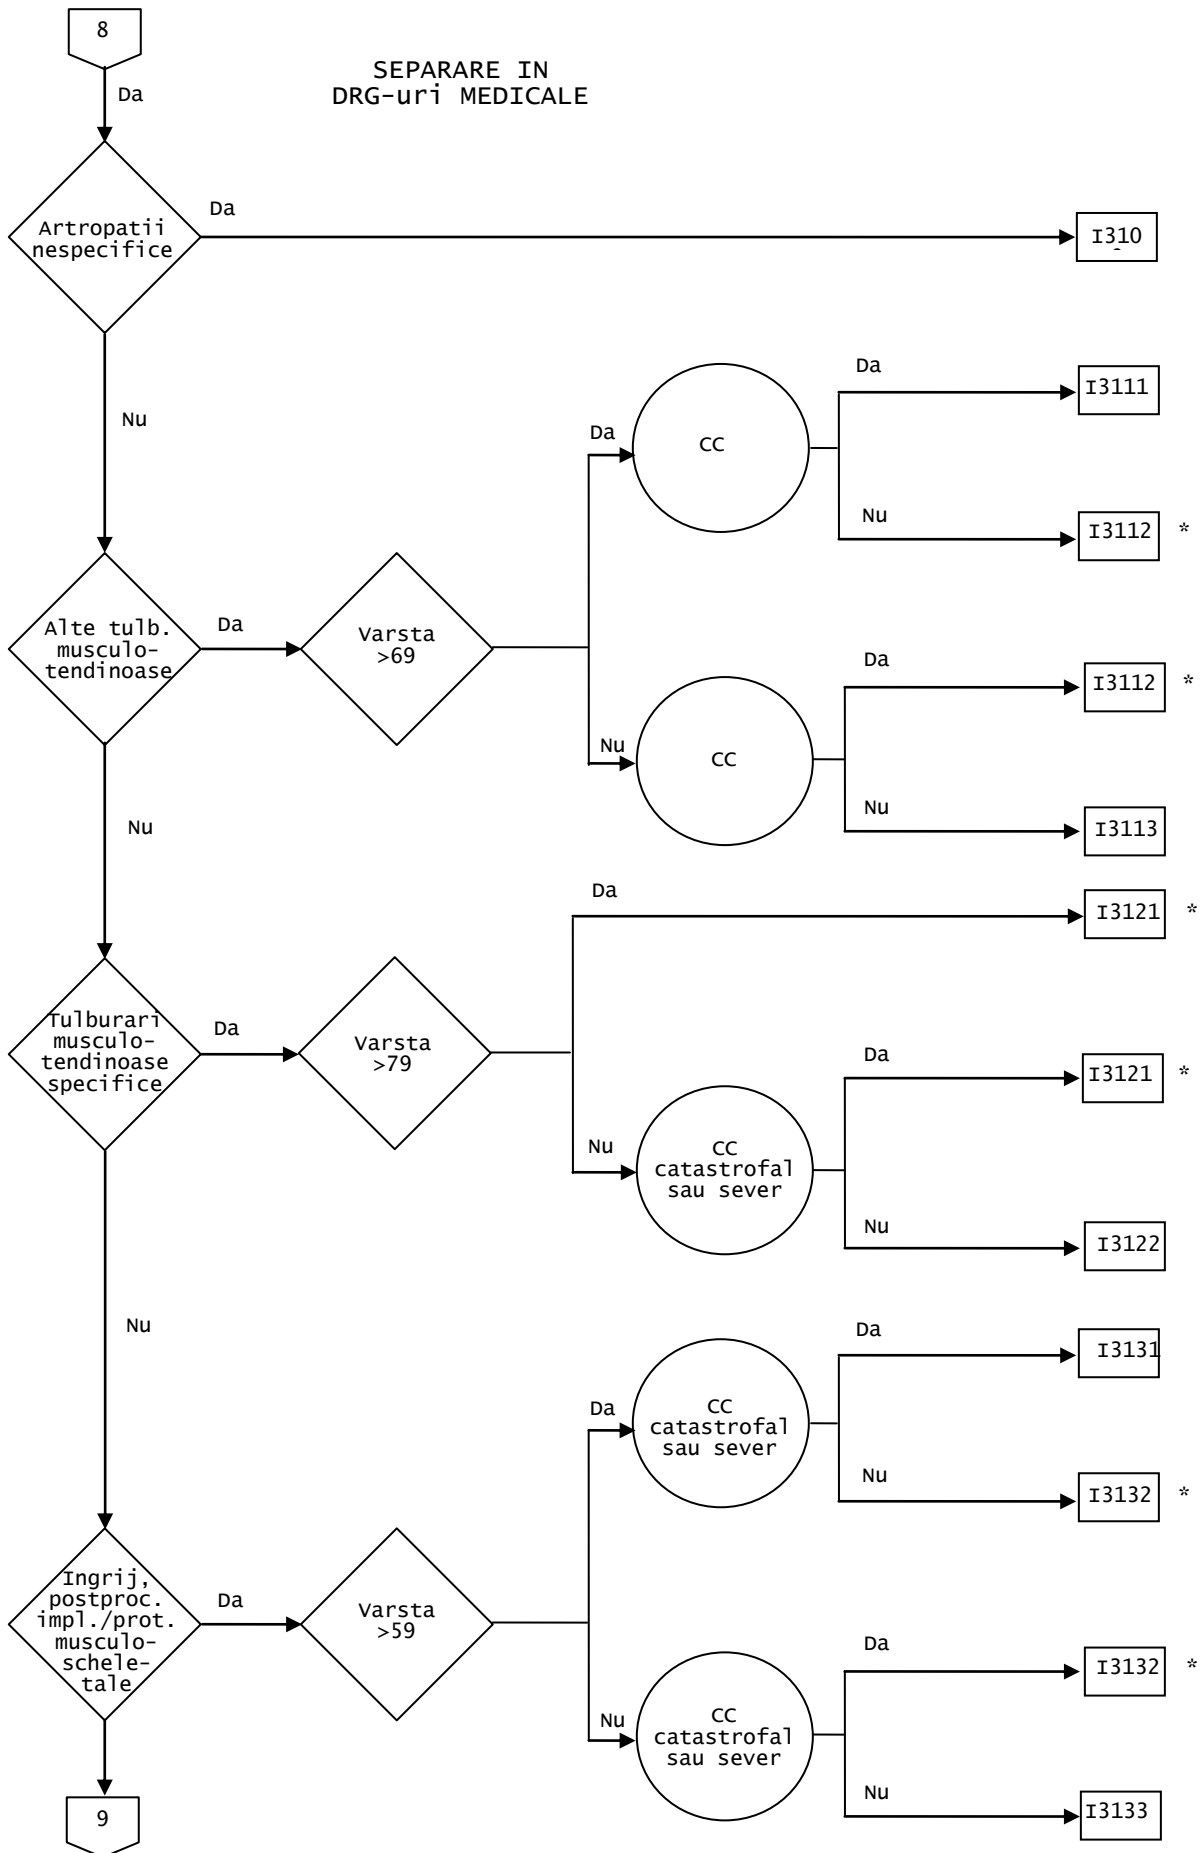 8
SEPARARE IN
DRG-uri MEDICALE
Da
Artropatii
nespecifice
Da
I310
Nu
Da
CC
Da
I3111
Nu
I3112 *
Alte tulb.
musculo-
tendinoase
Da
Varsta
>69
Nu
CC
Da
I3112 *
Nu
I3113
Nu
Tulburari
musculo-
tendinoase
specifice
Da
Varsta
>79
Da
I3121 *
Nu
CC
catastrofal
sau sever
Da
I3121 *
Nu
I3122
Nu
Ingrij,
postproc.
impl./prot.
musculo-
schele-
tale
Da
Varsta
>59
Da
CC
catastrofal
sau sever
Da
I3131
Nu
I3132 *
Nu
CC
catastrofal
sau sever
Da
I3132 *
Nu
I3133
9